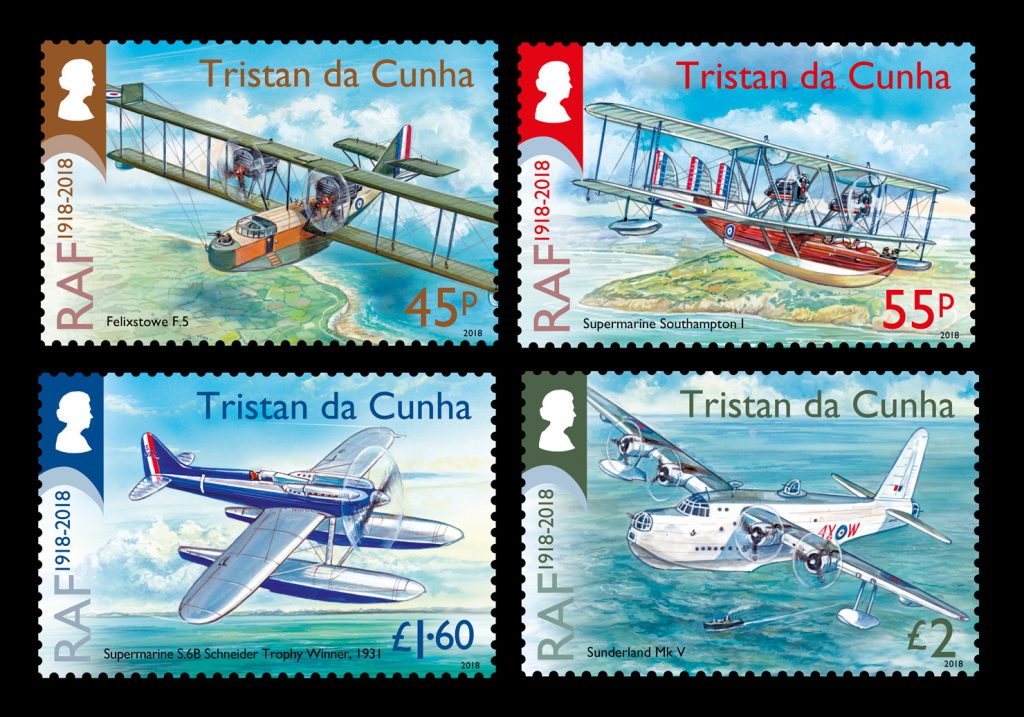 Tristan da Cunha
RAF 1918-2018
Felixstowe F.5
45P
2018
Tristan da Cunha
RAF 1918-2018
Supermarine Southampton I
55P
2018
Tristan da Cunha
RAF 1918-2018
£1·60
Supermarine S.6B Schneider Trophy Winner, 1931
2018
Tristan da Cunha
RAF 1918-2018
4X W
£2
Sunderland Mk V
2018